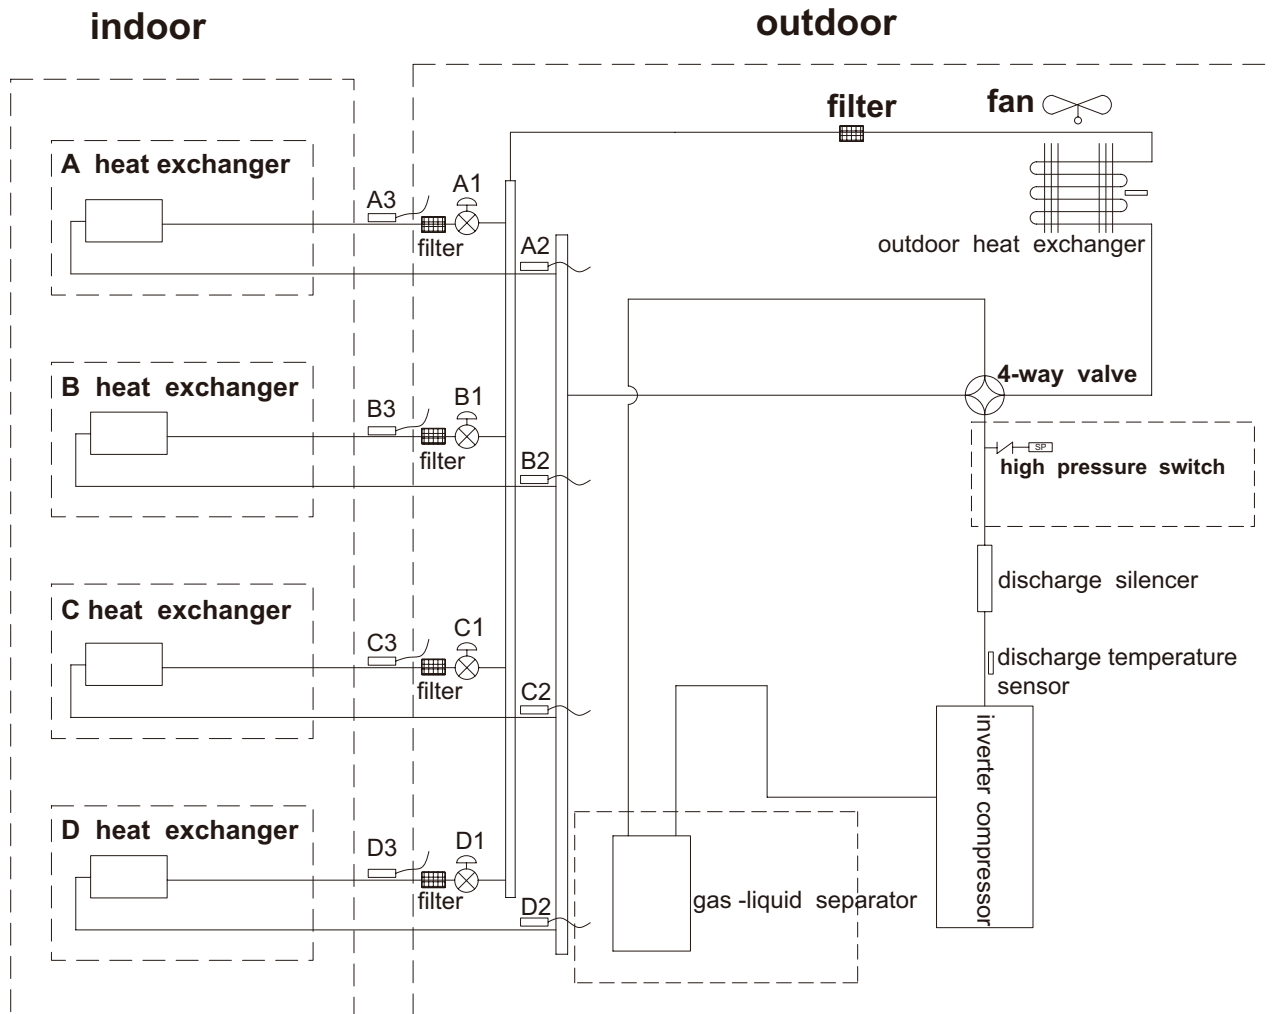 indoor
outdoor
filter
fan
A heat exchanger
A3
A1
filter
A2
outdoor heat exchanger
4-way valve
B heat exchanger
B3
B1
filter
B2
SP
high pressure switch
discharge silencer
C heat exchanger
C3
C1
filter
C2
discharge temperature
sensor
inverter compressor
D heat exchanger
D3
D1
filter
D2
gas -liquid separator